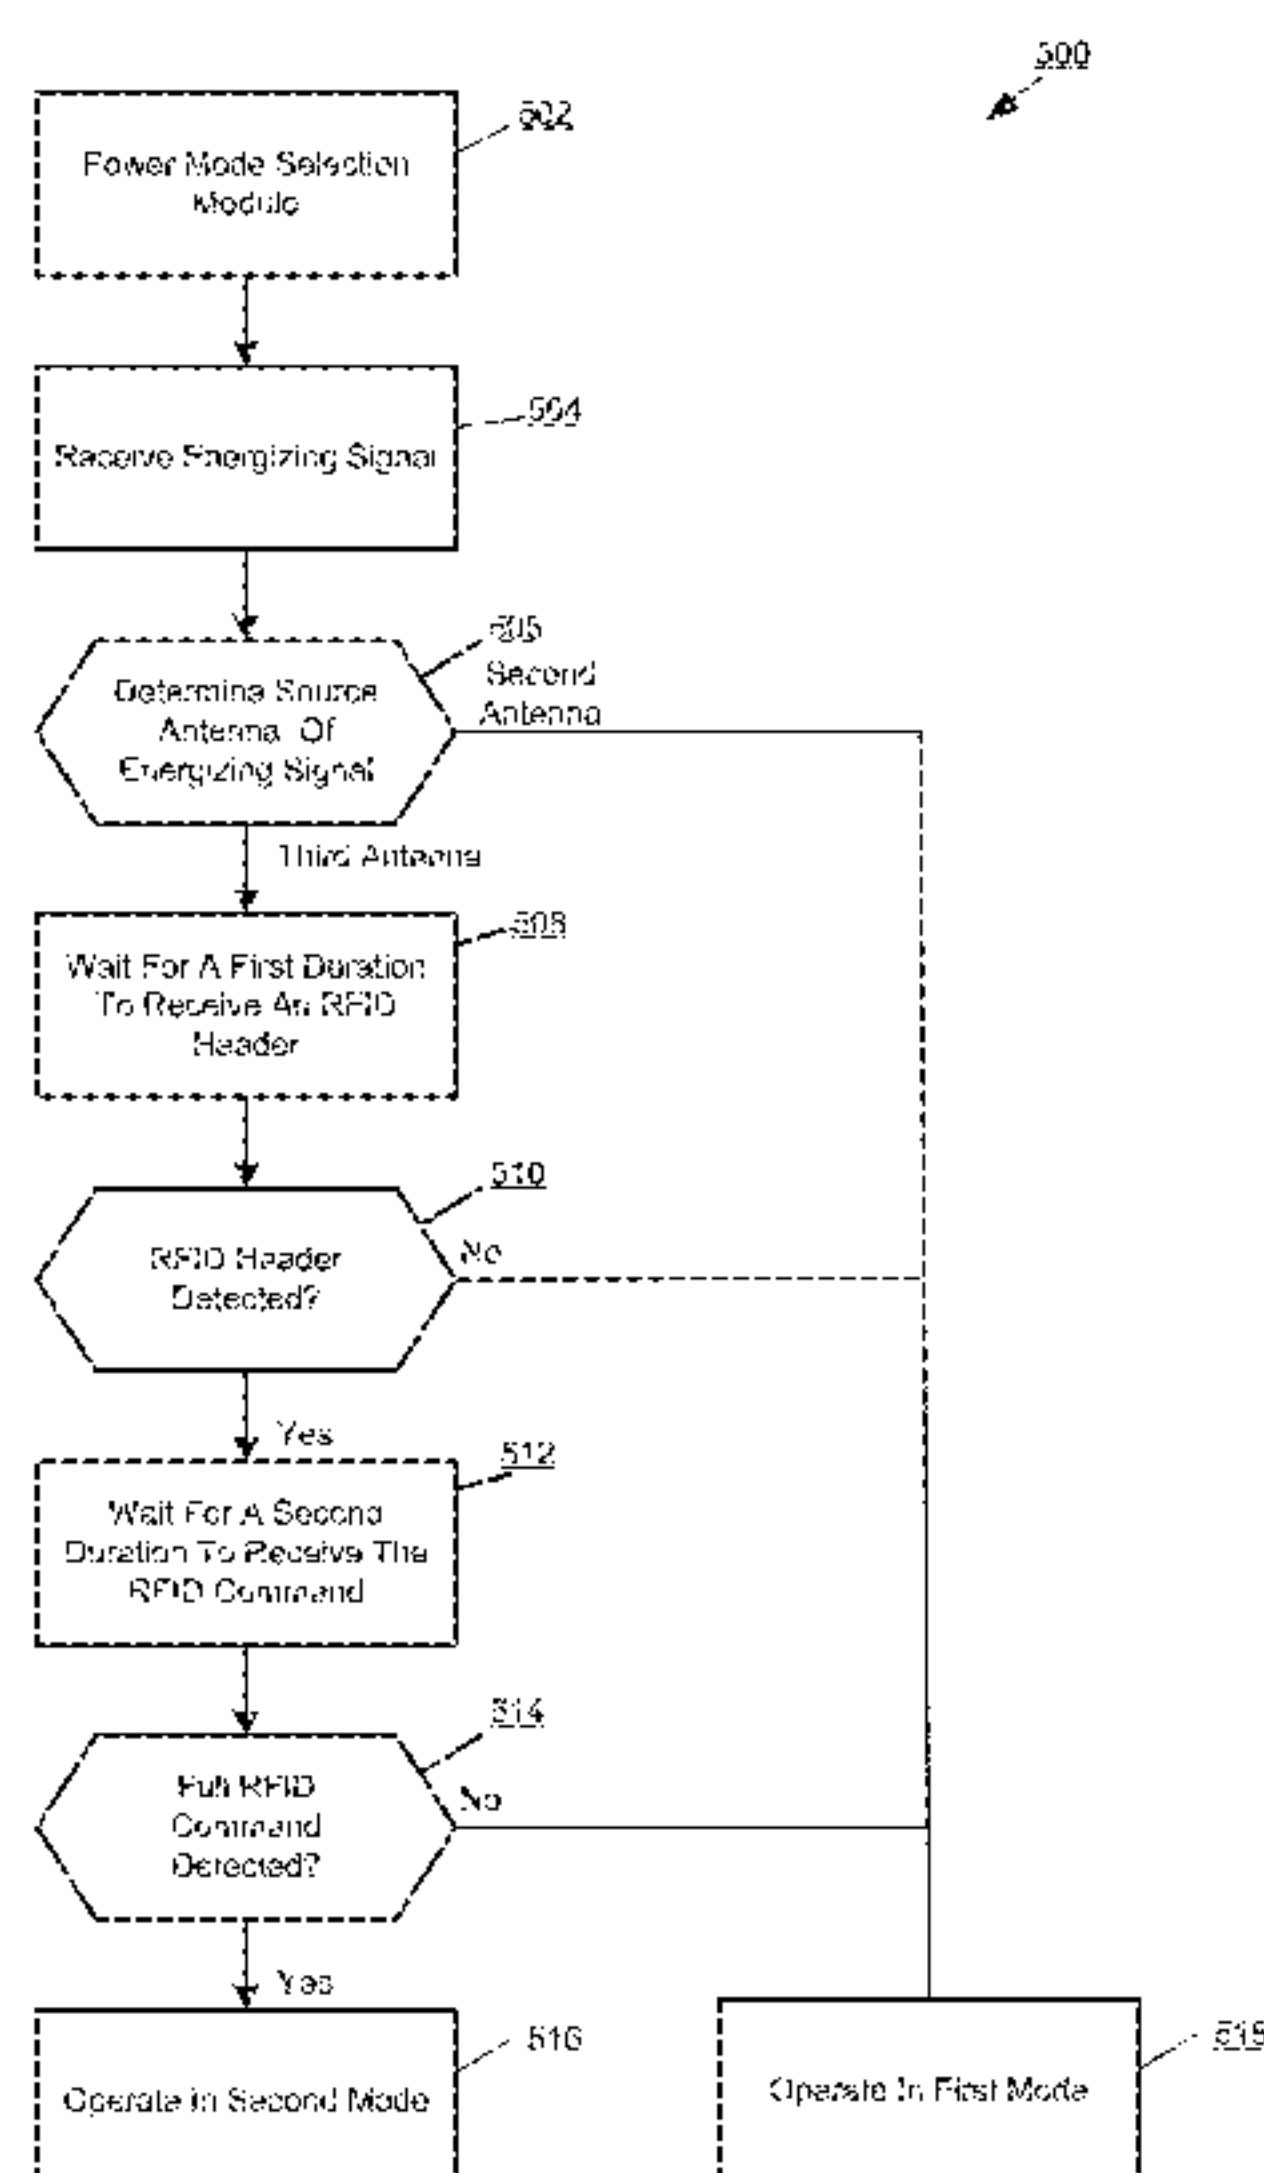 500
502
Power Mode Selection
Module
504
Receive Energizing Signal
506
Second
Antenna
Determine Source
Antenna Of
Energizing Signal
Third Antenna
508
Wait For A First Duration
To Receive An RFID
Header
510
No
RFID Header
Detected?
Yes
512
Wait For A Second
Duration To Receive The
RFID Command
514
No
Full RFID
Command
Detected?
Yes
516
Operate In Second Mode
518
Operate In First Mode